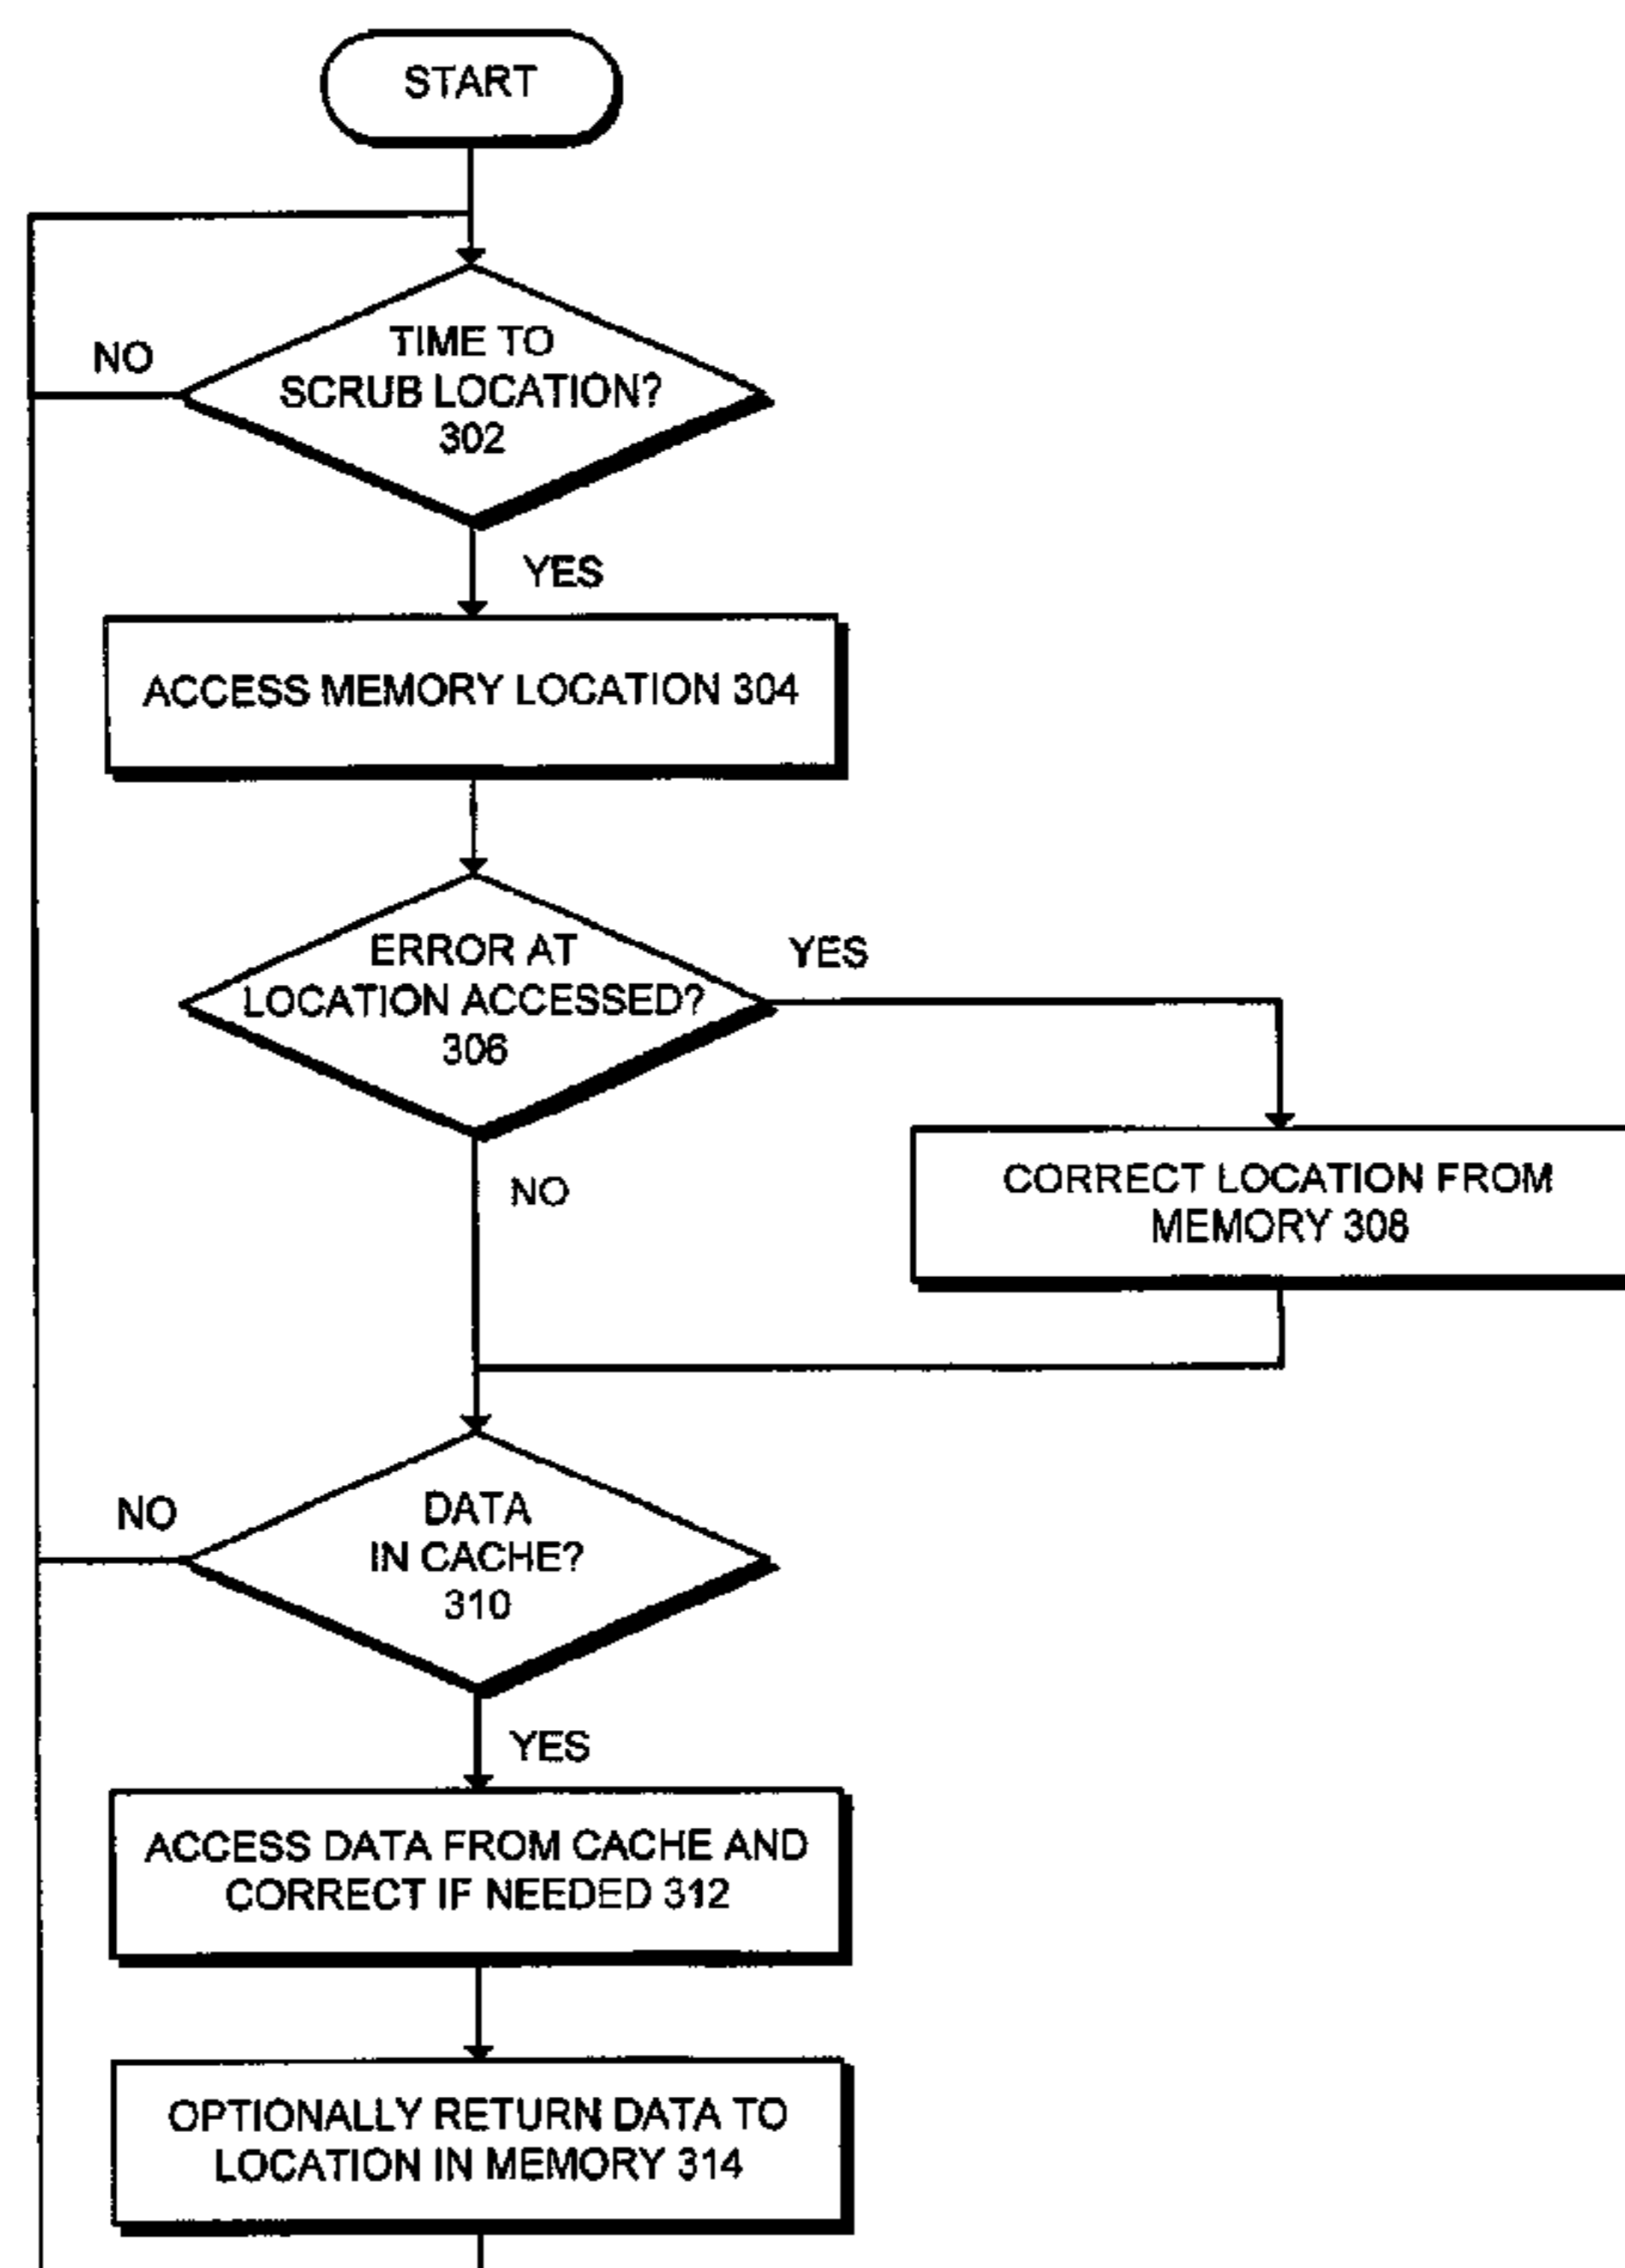 START
NO
TIME TO
SCRUB LOCATION?
302
YES
ACCESS MEMORY LOCATION 304
ERROR AT
LOCATION ACCESSED?
306
YES
NO
CORRECT LOCATION FROM
MEMORY 308
NO
DATA
IN CACHE?
310
YES
ACCESS DATA FROM CACHE AND
CORRECT IF NEEDED 312
OPTIONALLY RETURN DATA TO
LOCATION IN MEMORY 314